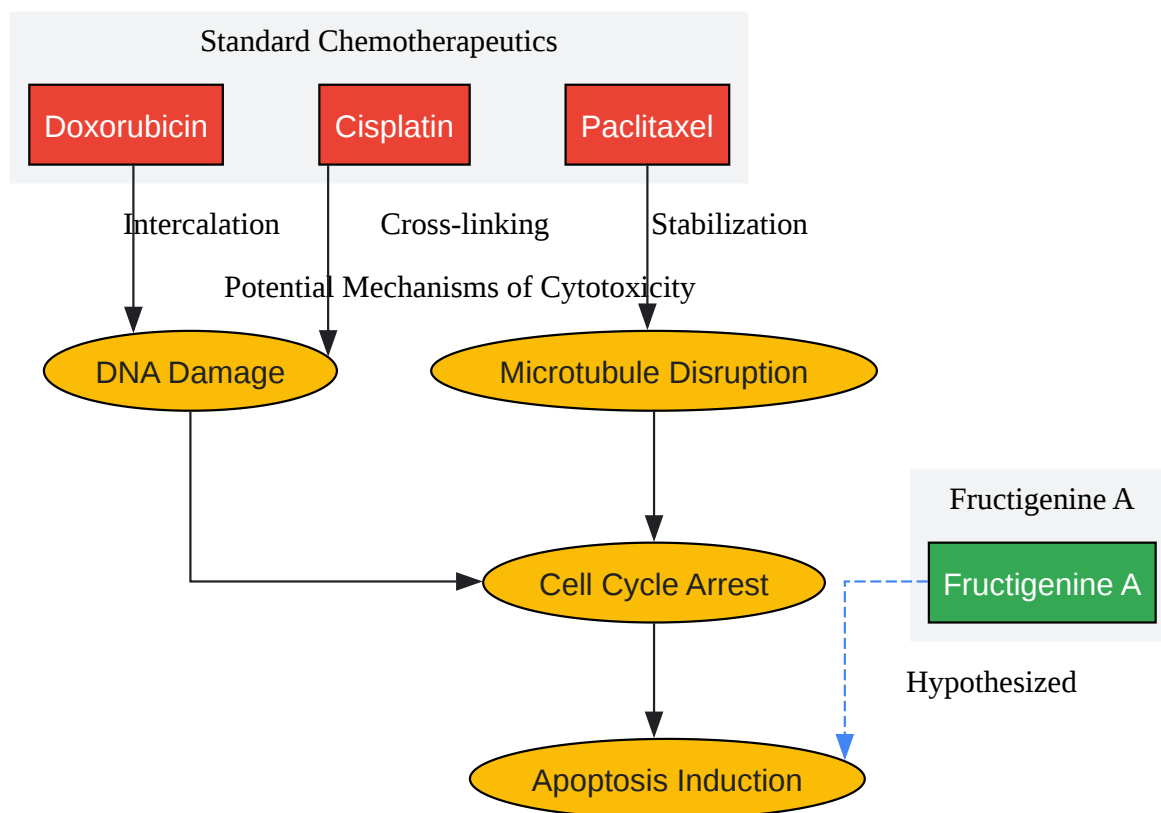 Standard Chemotherapeutics
Doxorubicin
Cisplatin
Paclitaxel
Intercalation
Cross-linking
Stabilization
Potential Mechanisms of Cytotoxicity
DNA Damage
Microtubule Disruption
Fructigenine A
Cell Cycle Arrest
Fructigenine A
Hypothesized
Apoptosis Induction